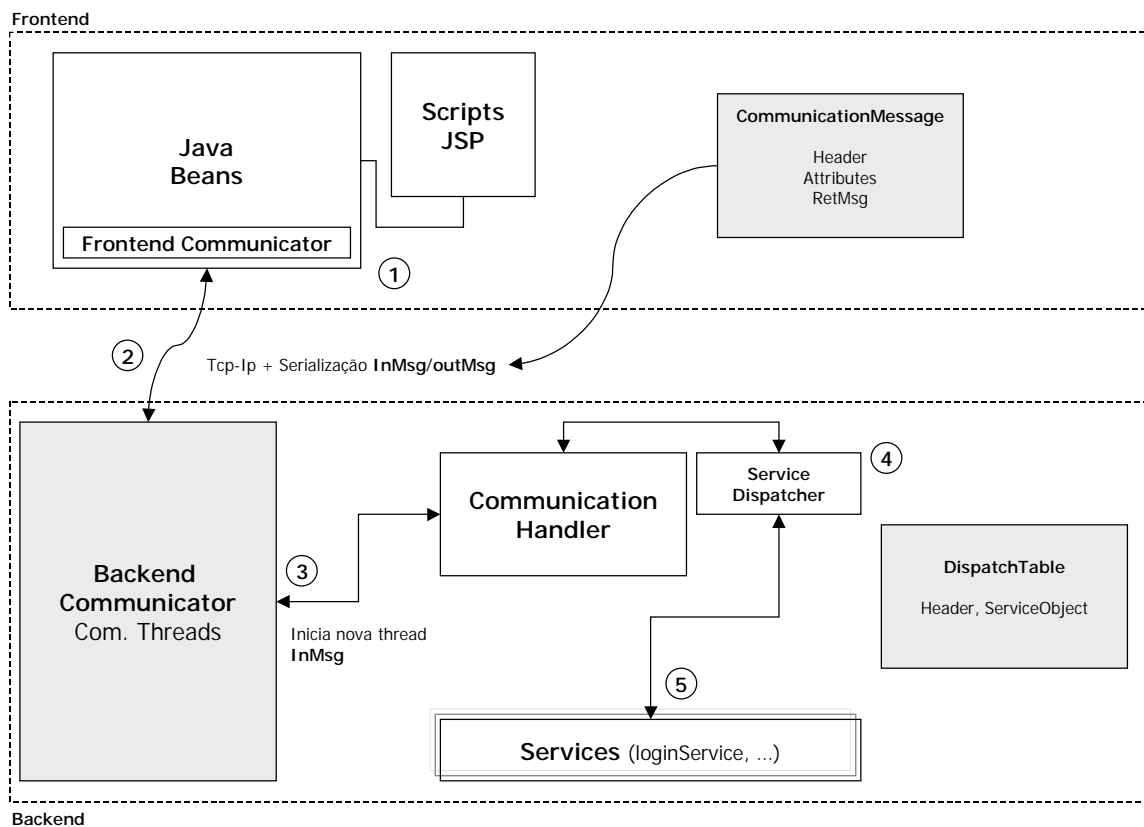 Frontend
Java
Beans
Frontend Communicator
Scripts
JSP
CommunicationMessage
Header
Attributes
RetMsg
1
2
Tcp-Ip + Serialização InMsg/outMsg
Backend
Communicator
Com. Threads
3
Inicia nova thread
InMsg
Communication
Handler
Service
Dispatcher
4
DispatchTable
Header, ServiceObject
5
Services (loginService, ...)
Backend